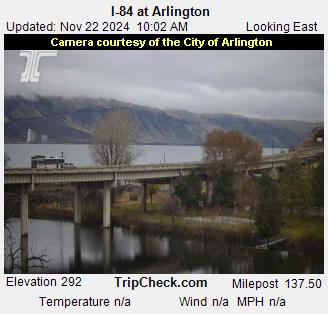 I-84 at Arlington
Updated: Nov 22 2024 10:02 AM Looking East
Camera courtesy of the City of Arlington
Elevation 292 TripCheck.com Milepost 137.50
Temperature n/a Wind n/a MPH n/a